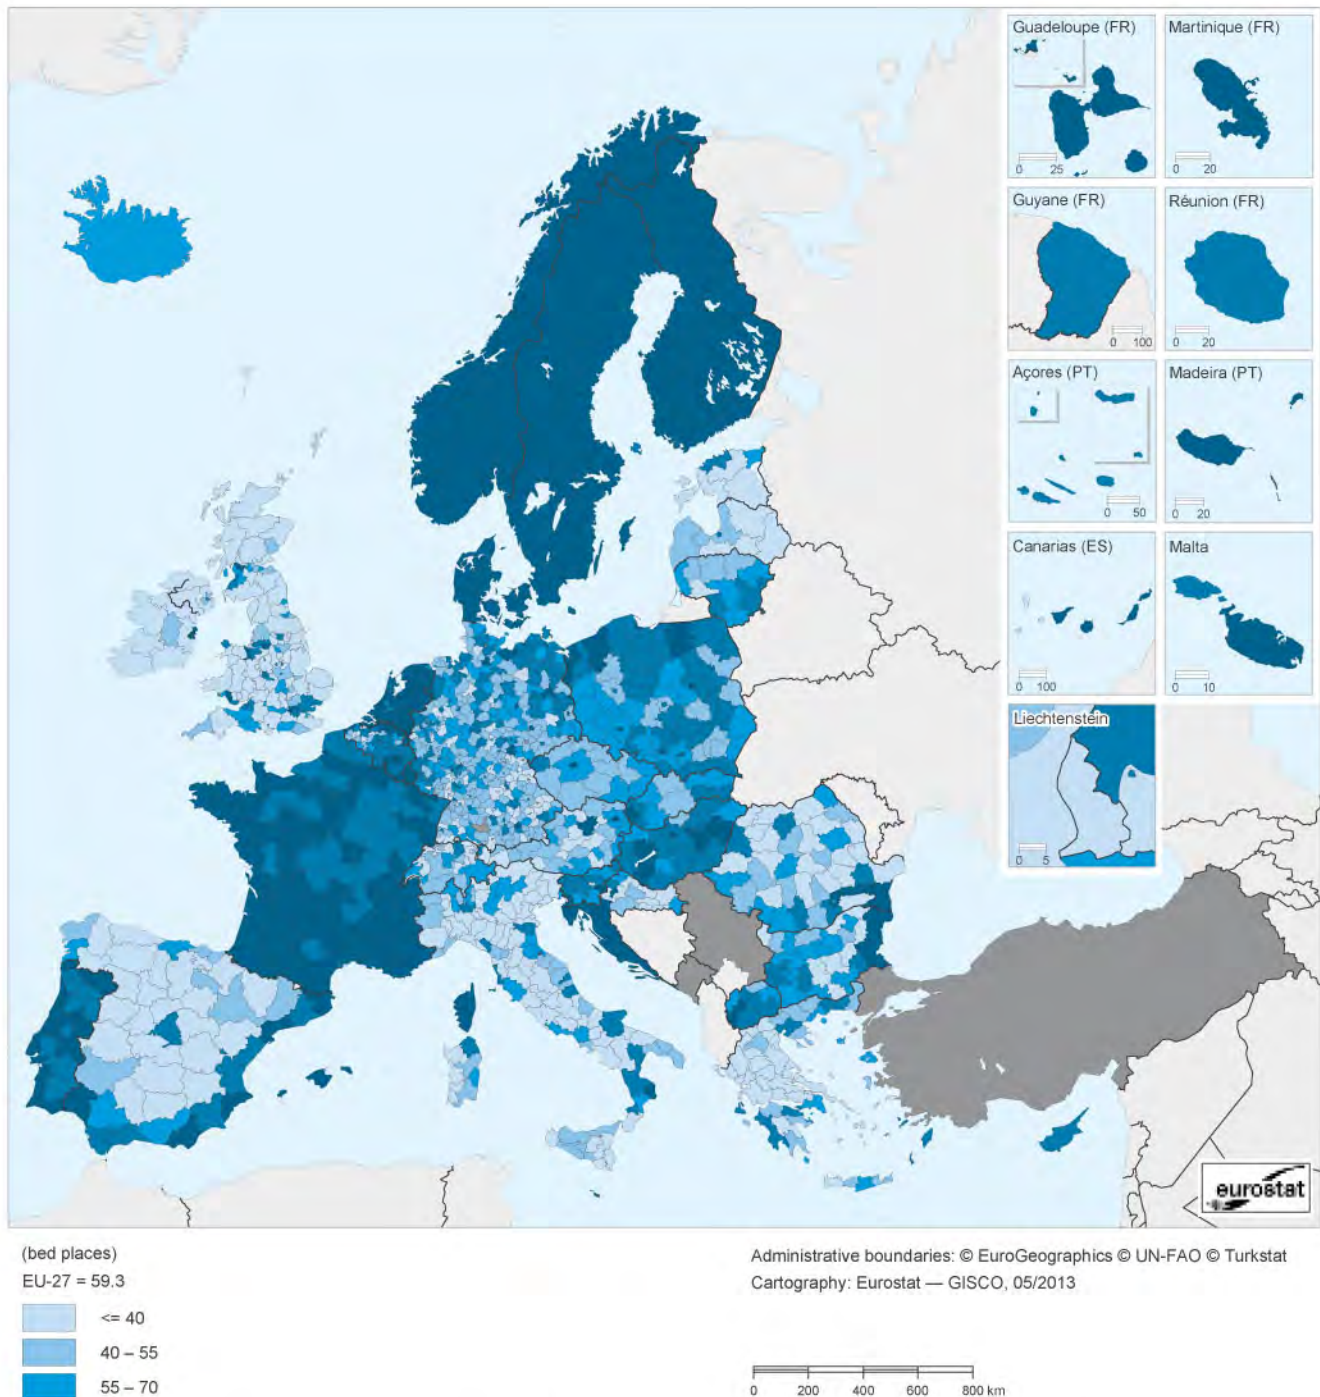 Guadeloupe (FR)
0 25
Martinique (FR)
0 20
Guyane (FR)
0 100
Réunion (FR)
0 20
Açores (PT)
0 50
Madeira (PT)
0 20
Canarias (ES)
0 100
Malta
0 10
Liechtenstein
0 5
eurostat
(bed places)
EU-27 = 59.3
<= 40
40 – 55
55 – 70
Administrative boundaries: © EuroGeographics © UN-FAO © Turkstat
Cartography: Eurostat — GISCO, 05/2013
0 200 400 600 800 km